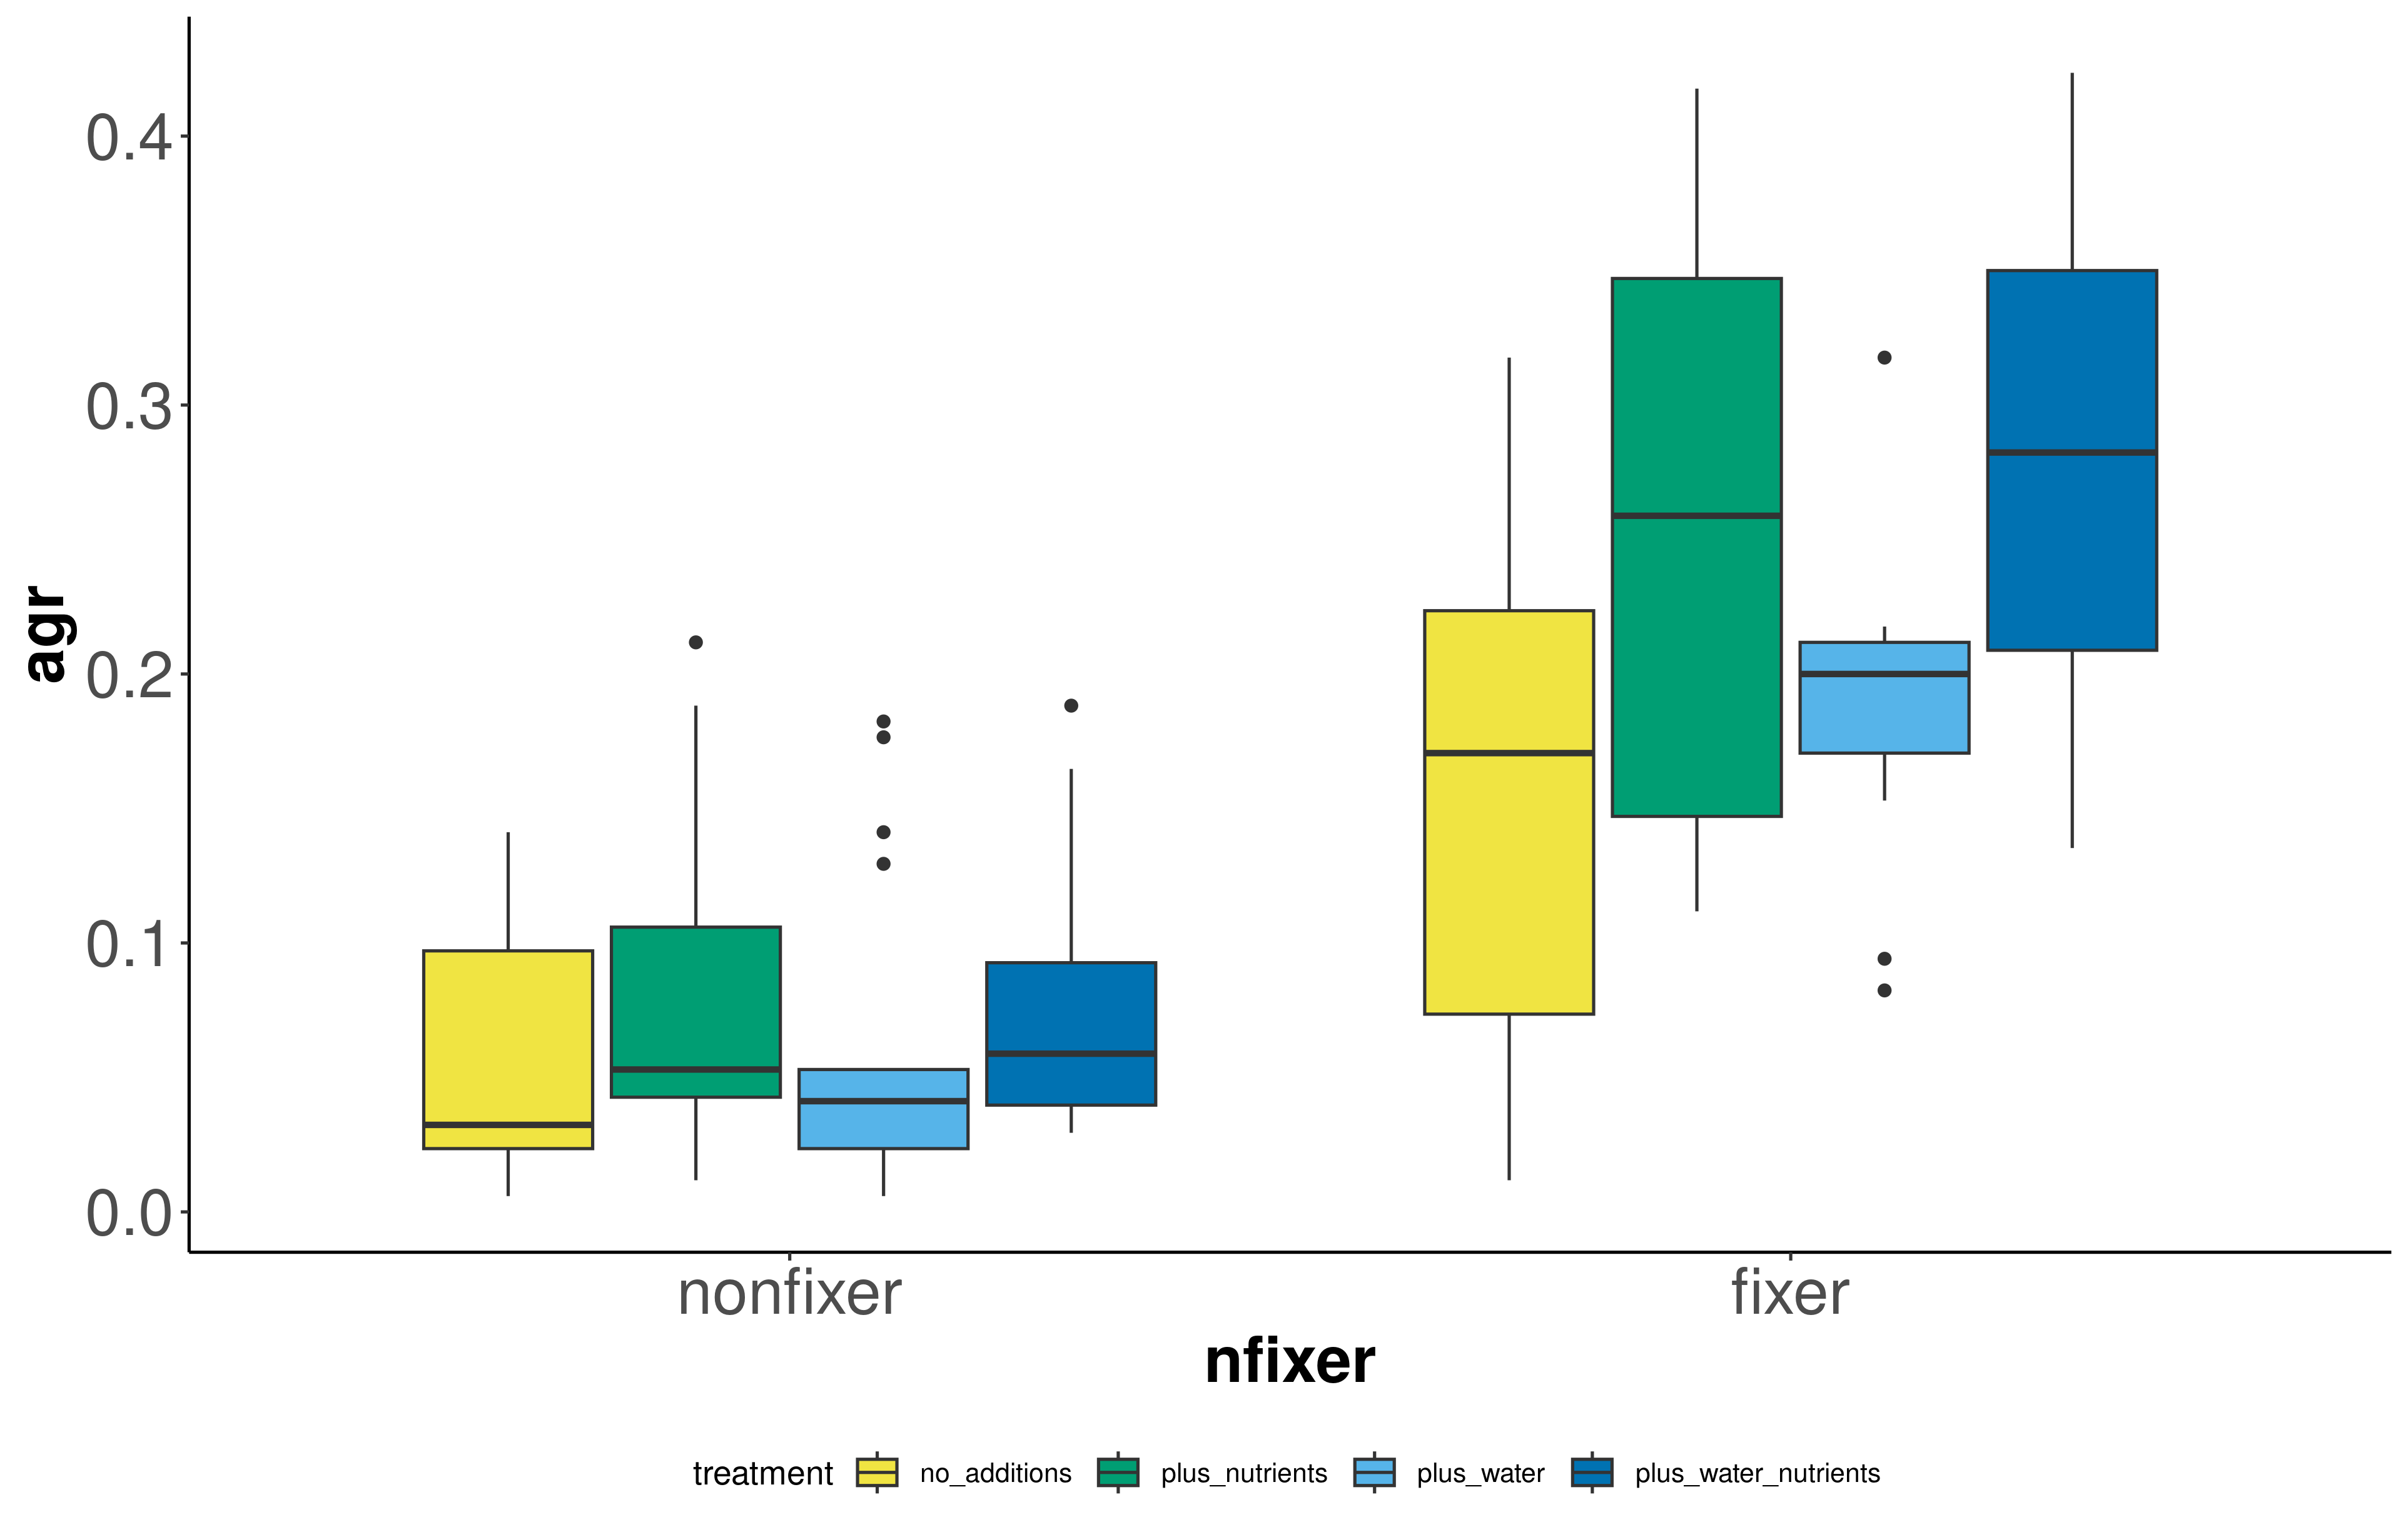 agr
0.4
0.3
0.2
0.1
0.0
nonfixer fixer
nfixer
treatment no_additions plus_nutrients plus_water plus_water_nutrients